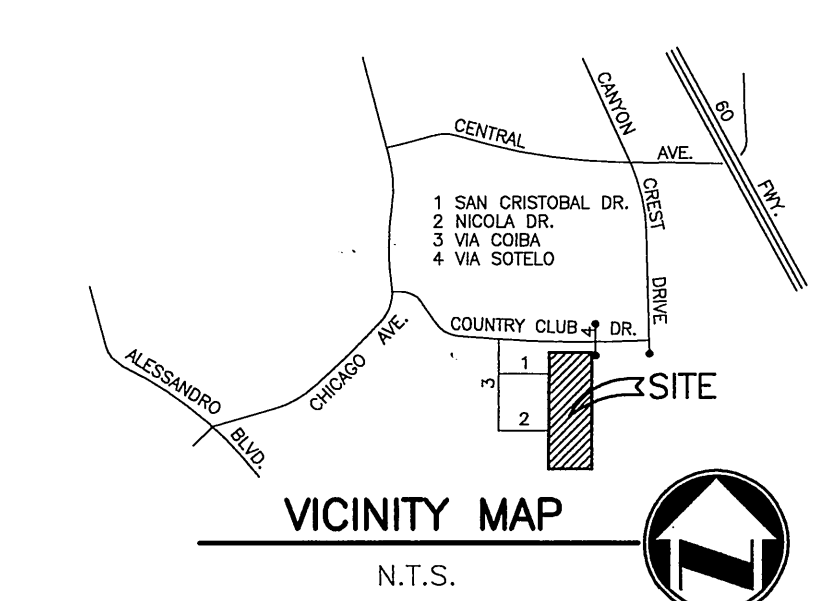 CANYON
60
CENTRAL
AVE.
FWY.
CREST
1 SAN CRISTOBAL DR.
2 NICOLA DR.
3 VIA COIBA
4 VIA SOTELO
DRIVE
COUNTRY CLUB DR.
4
CHICAGO AVE.
ALESSANDRO BLVD.
1
3
2
SITE
VICINITY MAP
N.T.S.
N